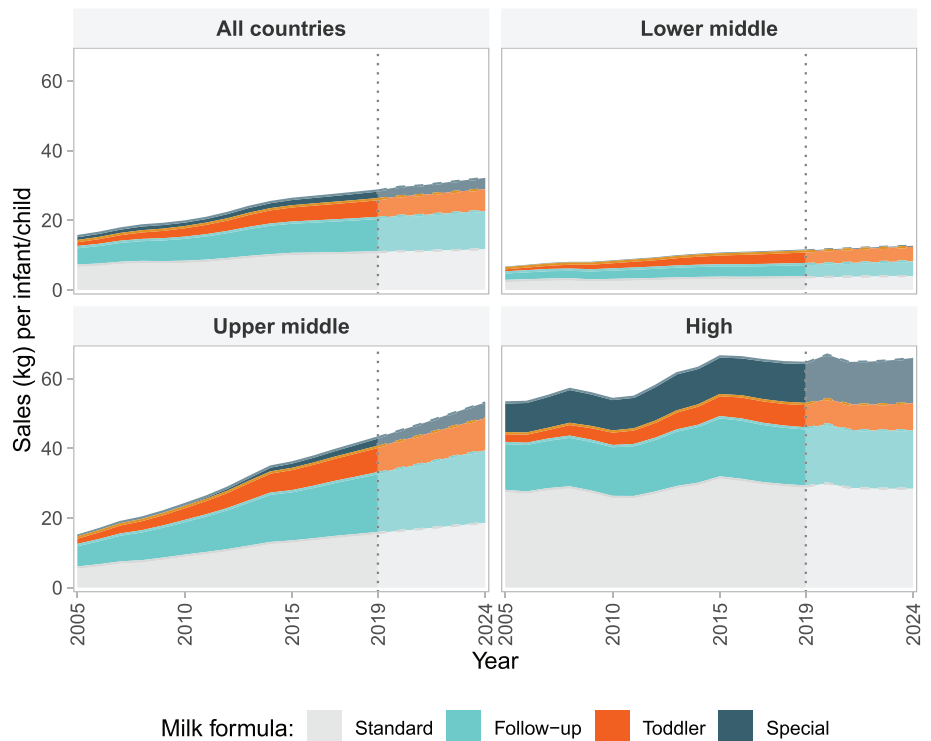 All countries
Lower middle
60
40
20
0
Upper middle
High
60
40
20
0
Sales (kg) per infant/child
2005
2010
2015
2019
2024
2005
2010
2015
2019
2024
Year
Milk formula: Standard Follow−up Toddler Special